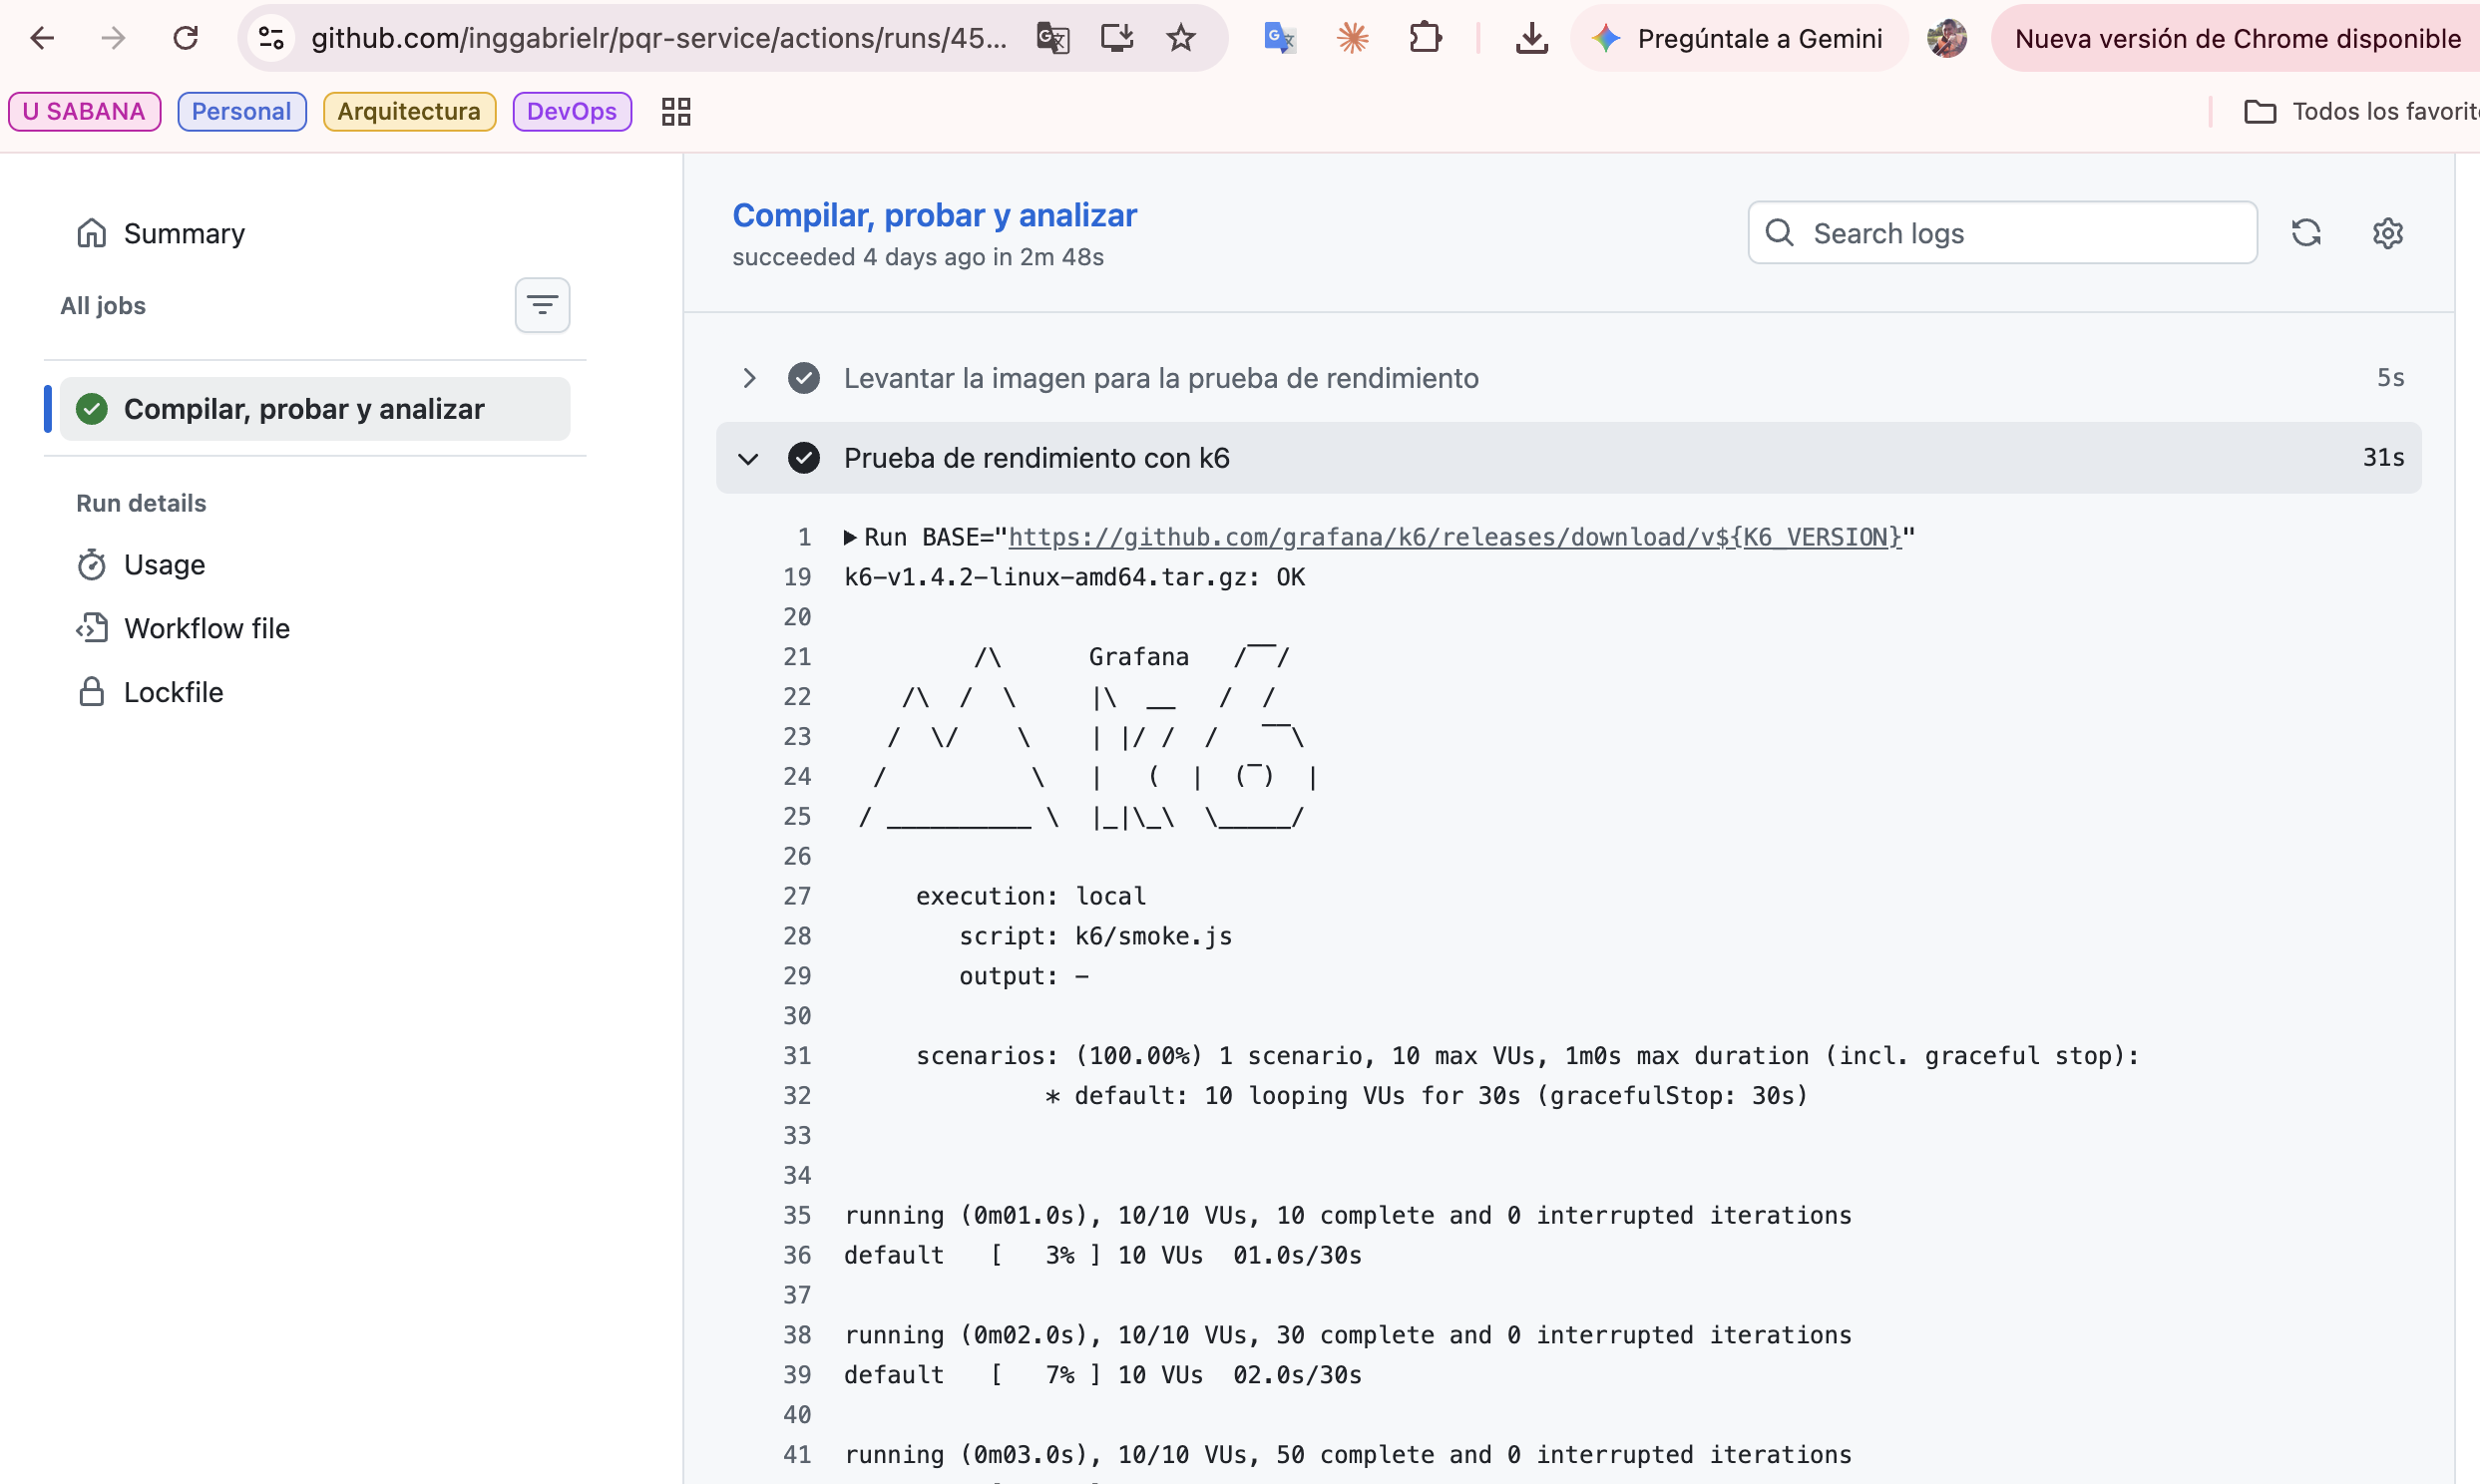 github.com/inggabrielr/pqr-service/actions/runs/45...
Pregúntale a Gemini
Nueva versión de Chrome disponible
U SABANA
Personal
Arquitectura
DevOps
Todos los favorit
Summary
All jobs
Compilar, probar y analizar
Run details
Usage
Workflow file
Lockfile
Compilar, probar y analizar
succeeded 4 days ago in 2m 48s
Search logs
Levantar la imagen para la prueba de rendimiento 5s
Prueba de rendimiento con k6 31s
1 Run BASE="https://github.com/grafana/k6/releases/download/v${K6_VERSION}"
19 k6-v1.4.2-linux-amd64.tar.gz: OK
20
21          /\      Grafana   /‾‾/
22     /\  /  \     |\  __   /  /
23    /  \/    \    | |/ /  /   ‾‾\
24   /          \   |   (  |  (‾)  |
25  / __________ \  |_|\_\  \_____/
26
27 execution: local
28 script: k6/smoke.js
29 output: -
30
31 scenarios: (100.00%) 1 scenario, 10 max VUs, 1m0s max duration (incl. graceful stop):
32 * default: 10 looping VUs for 30s (gracefulStop: 30s)
33
34
35 running (0m01.0s), 10/10 VUs, 10 complete and 0 interrupted iterations
36 default   [   3% ] 10 VUs  01.0s/30s
37
38 running (0m02.0s), 10/10 VUs, 30 complete and 0 interrupted iterations
39 default   [   7% ] 10 VUs  02.0s/30s
40
41 running (0m03.0s), 10/10 VUs, 50 complete and 0 interrupted iterations